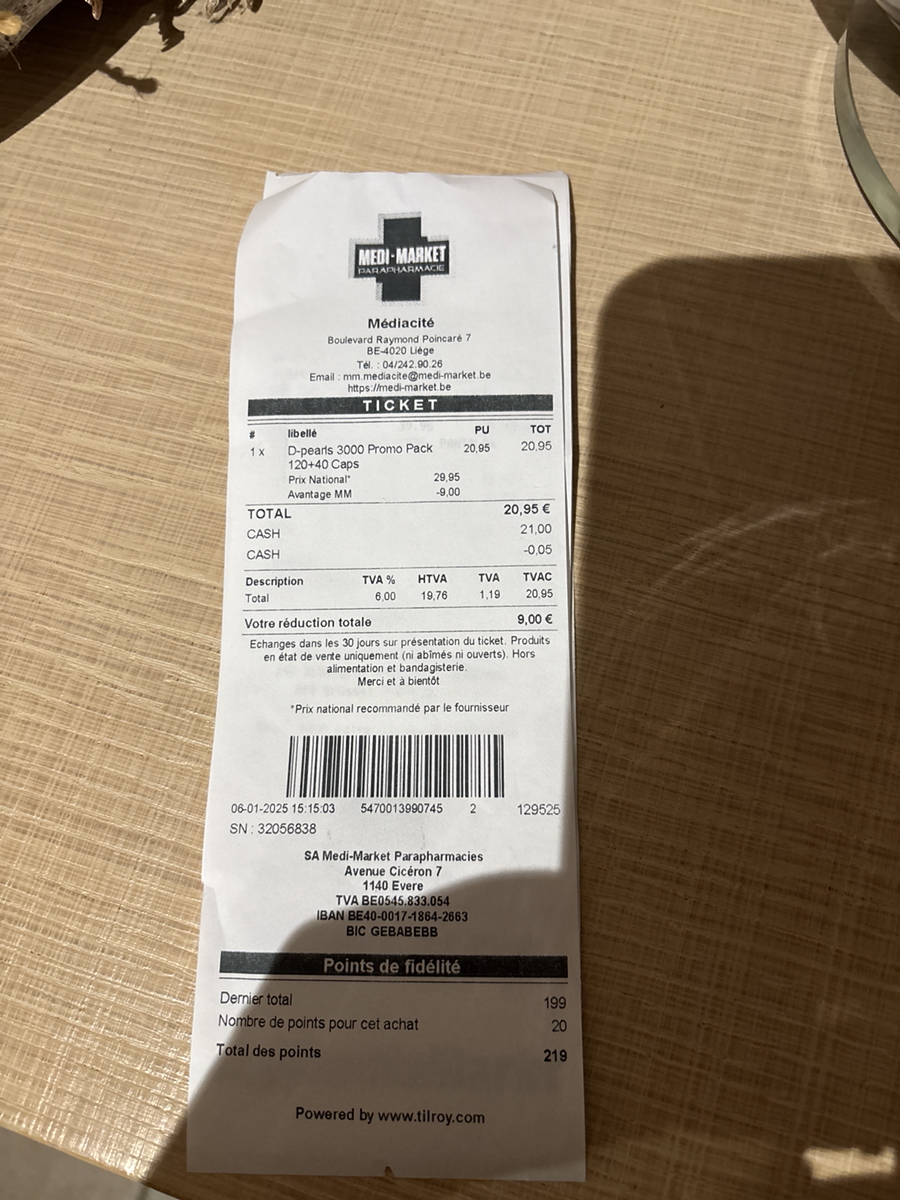 MEDI-MARKET
PARAPHARMACIE
Médiacité
Boulevard Raymond Poincaré 7
BE-4020 Liège
Tél. : 04/242.90.26
Email : mm.mediacite@medi-market.be
https://medi-market.be
TICKET
# libellé PU TOT
1 x D-pearls 3000 Promo Pack 20,95 20,95
120+40 Caps
Prix National* 29,95
Avantage MM -9,00
TOTAL 20,95 €
CASH 21,00
CASH -0,05
Description TVA % HTVA TVA TVAC
Total 6,00 19,76 1,19 20,95
Votre réduction totale 9,00 €
Echanges dans les 30 jours sur présentation du ticket. Produits
en état de vente uniquement (ni abîmés ni ouverts). Hors
alimentation et bandagisterie.
Merci et à bientôt
*Prix national recommandé par le fournisseur
06-01-2025 15:15:03 5470013990745 2 129525
SN : 32056838
SA Medi-Market Parapharmacies
Avenue Cicéron 7
1140 Evere
TVA BE0545.833.054
IBAN BE40-0017-1864-2663
BIC GEBABEBB
Points de fidélité
Dernier total 199
Nombre de points pour cet achat 20
Total des points 219
Powered by www.tilroy.com